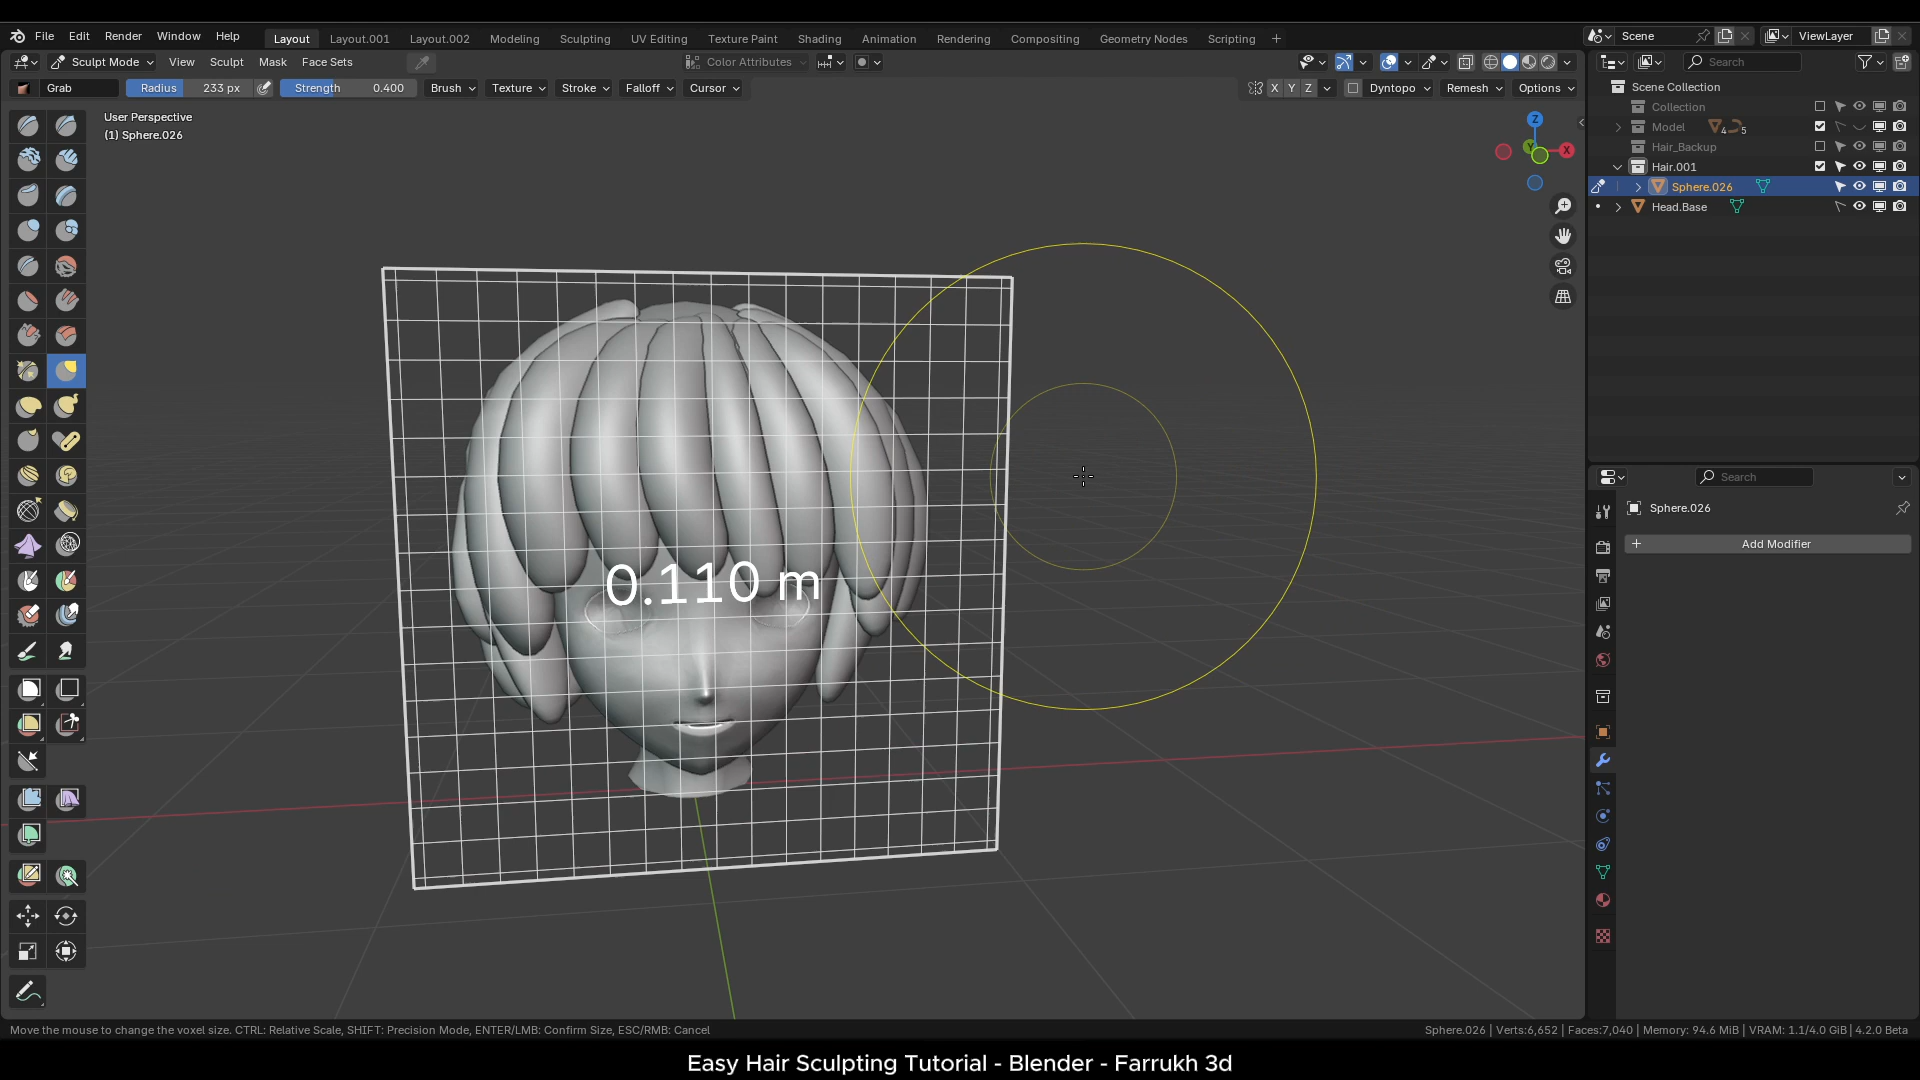 File Edit Render Window Help Layout Layout.001 Layout.002 Modeling Sculpting UV Editing Texture Paint Shading Animation Rendering Compositing Geometry Nodes Scripting + Scene ViewLayer
Sculpt Mode View Sculpt Mask Face Sets Color Attributes Search
Grab Radius 233 px Strength 0.400 Brush Texture Stroke Falloff Cursor X Y Z Dyntopo Remesh Options
Scene Collection
Collection
Model 4 5
Hair_Backup
Hair.001
Sphere.026
Head.Base
User Perspective
(1) Sphere.026
Z
Y
X
0.110 m
Search
Sphere.026
+ Add Modifier
Move the mouse to change the voxel size. CTRL: Relative Scale, SHIFT: Precision Mode, ENTER/LMB: Confirm Size, ESC/RMB: Cancel
Sphere.026 | Verts:6,652 | Faces:7,040 | Memory: 94.6 MiB | VRAM: 1.1/4.0 GiB | 4.2.0 Beta
Easy Hair Sculpting Tutorial - Blender - Farrukh 3d